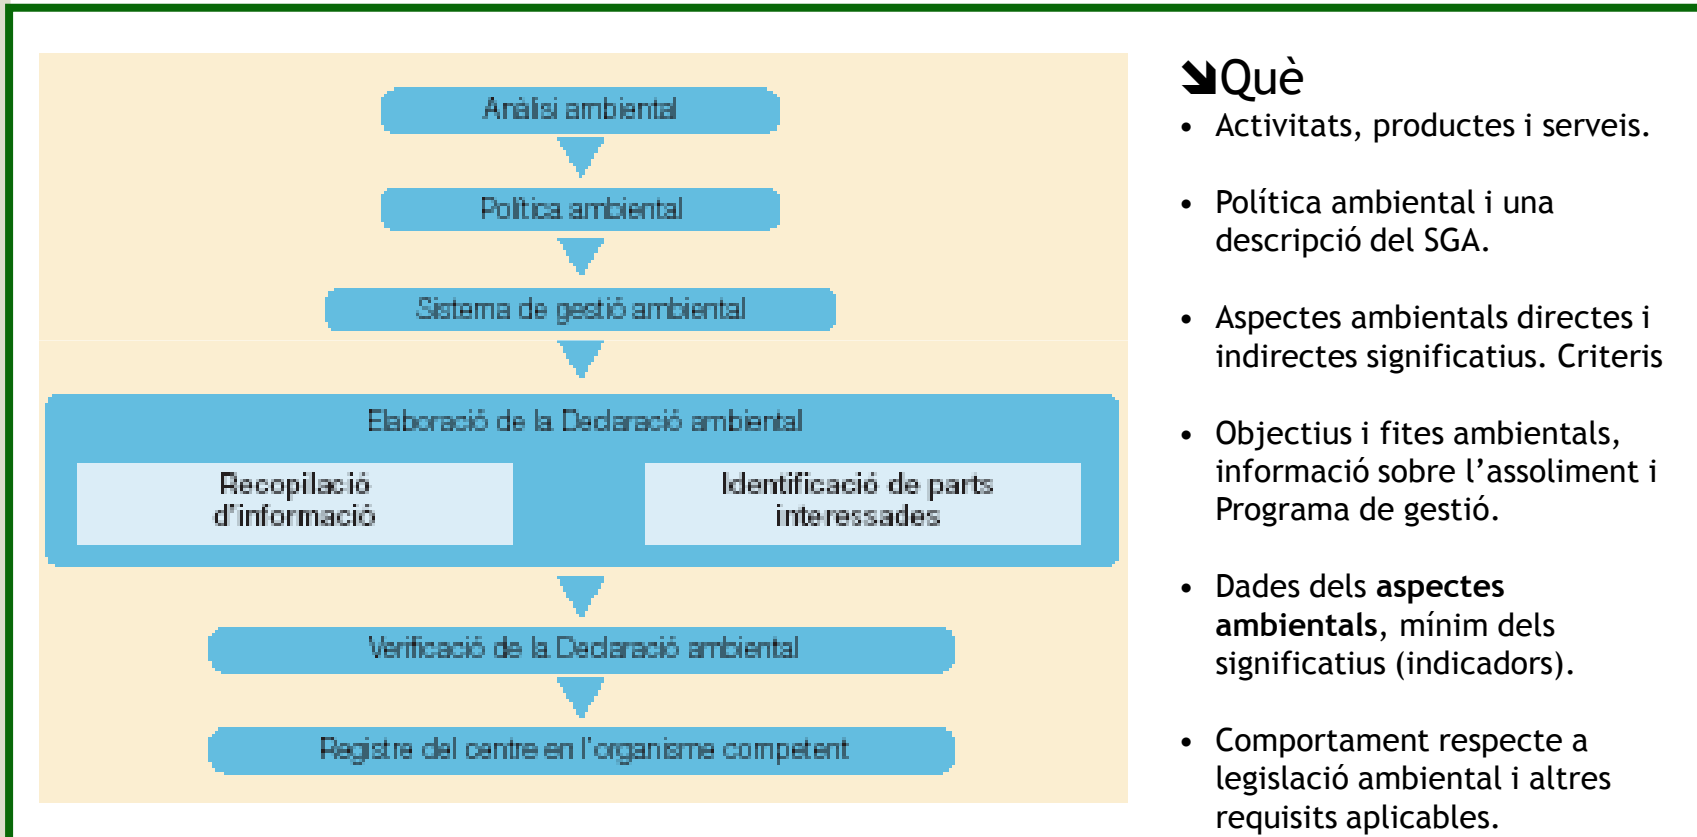 Anàlisi ambiental
Política ambiental
Sistema de gestió ambiental
Elaboració de la Declaració ambiental
Recopilació
d'informació
Identificació de parts
interessades
Verificació de la Declaració ambiental
Registre del centre en l'organisme competent
➘Què
• Activitats, productes i serveis.
• Política ambiental i una
descripció del SGA.
• Aspectes ambientals directes i
indirectes significatius. Criteris
• Objectius i fites ambientals,
informació sobre l’assoliment i
Programa de gestió.
• Dades dels aspectes
ambientals, mínim dels
significatius (indicadors).
• Comportament respecte a
legislació ambiental i altres
requisits aplicables.